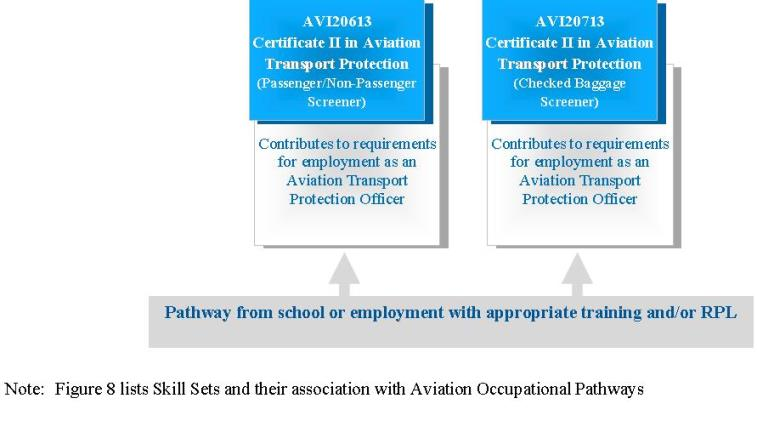 AVI20613
Certificate II in Aviation
Transport Protection
(Passenger/Non-Passenger
Screener)
Contributes to requirements
for employment as an
Aviation Transport
Protection Officer
AVI20713
Certificate II in Aviation
Transport Protection
(Checked Baggage
Screener)
Contributes to requirements
for employment as an
Aviation Transport
Protection Officer
Pathway from school or employment with appropriate training and/or RPL
Note: Figure 8 lists Skill Sets and their association with Aviation Occupational Pathways